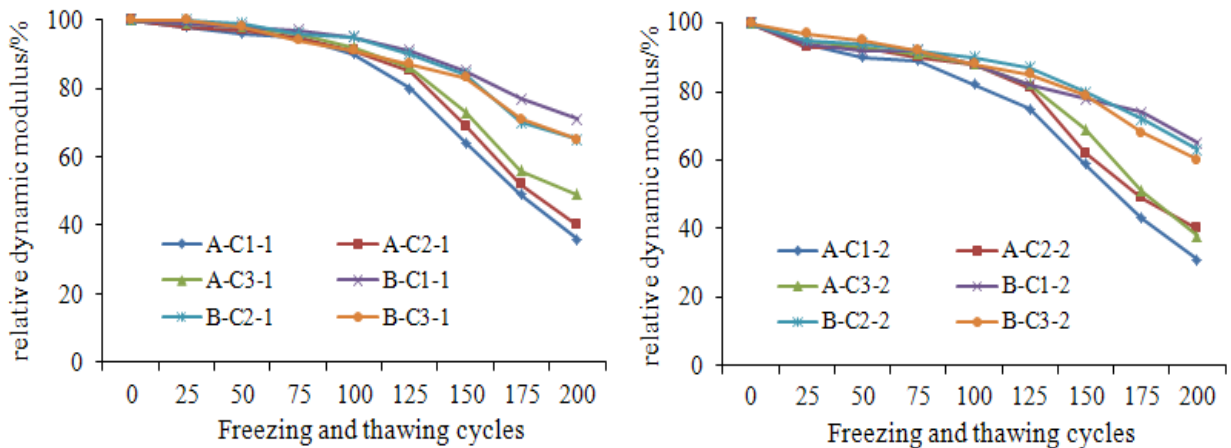 relative dynamic modulus/%
100
80
60
40
20
0
A-C1-1 A-C2-1
A-C3-1 B-C1-1
B-C2-1 B-C3-1
0 25 50 75 100 125 150 175 200
Freezing and thawing cycles
relative dynamic modulus/%
100
80
60
40
20
0
A-C1-2 A-C2-2
A-C3-2 B-C1-2
B-C2-2 B-C3-2
0 25 50 75 100 125 150 175 200
Freezing and thawing cycles